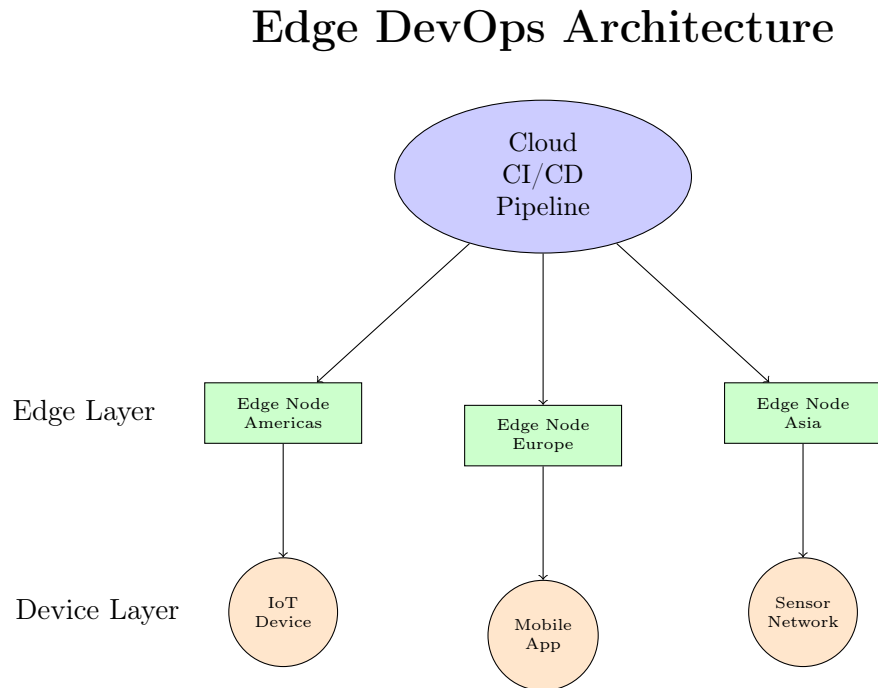 Edge DevOps Architecture
Cloud
CI/CD
Pipeline
Edge Layer
Edge Node
Americas
Edge Node
Europe
Edge Node
Asia
Device Layer
IoT
Device
Mobile
App
Sensor
Network